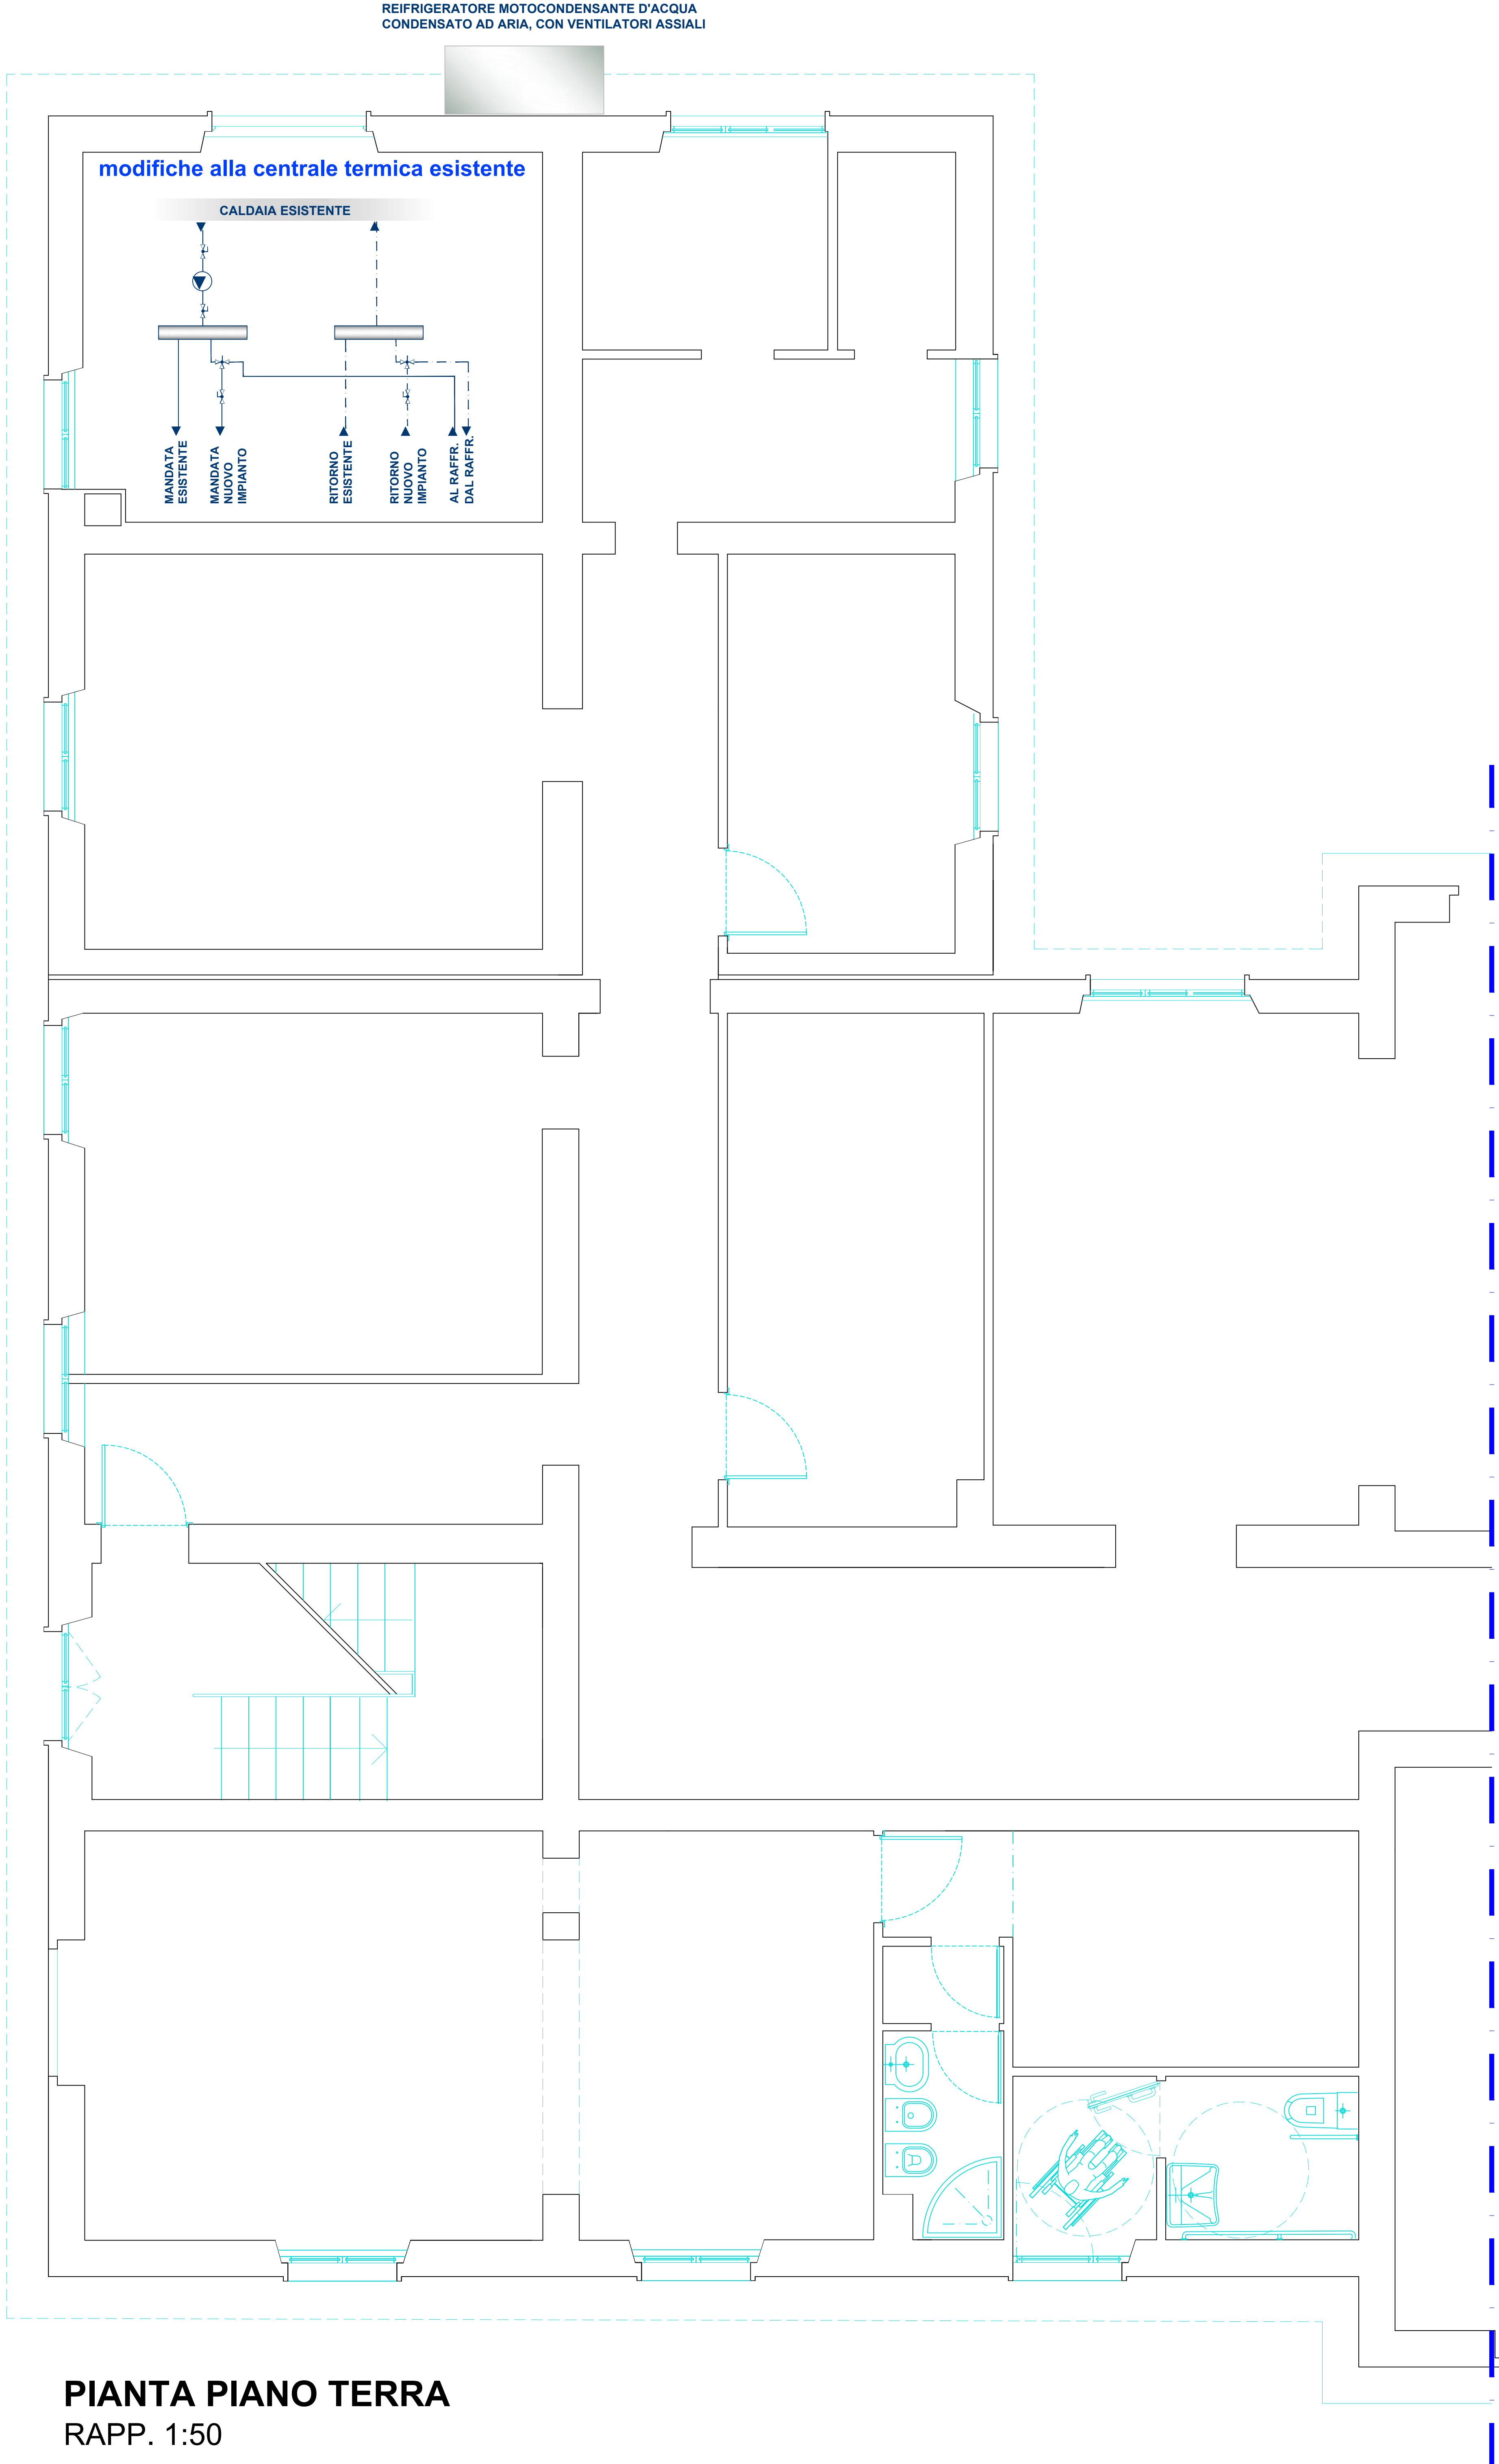 REIFRIGERATORE MOTOCONDENSANTE D'ACQUA
CONDENSATO AD ARIA, CON VENTILATORI ASSIALI
modifiche alla centrale termica esistente
CALDAIA ESISTENTE
MANDATA
ESISTENTE
MANDATA
NUOVO
IMPIANTO
RITORNO
ESISTENTE
RITORNO
NUOVO
IMPIANTO
AL RAFFR.
DAL RAFFR.
PIANTA PIANO TERRA
RAPP. 1:50